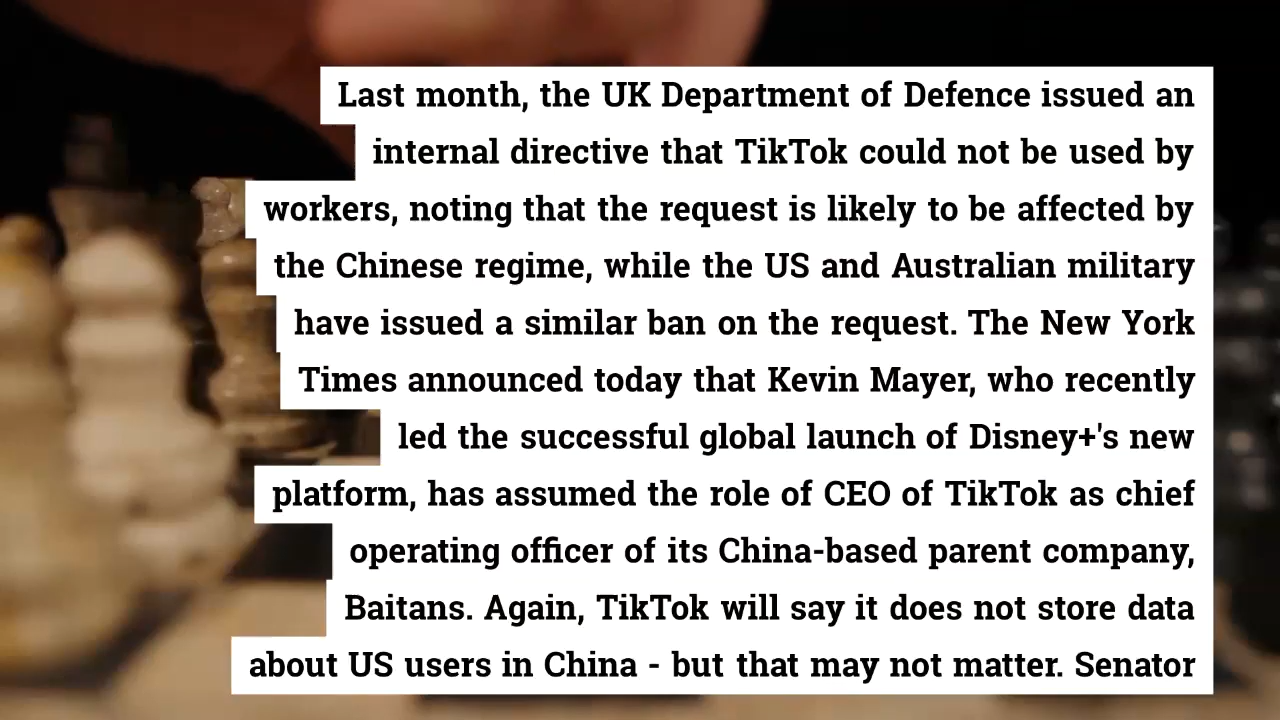 Last month, the UK Department of Defence issued an
internal directive that TikTok could not be used by
workers, noting that the request is likely to be affected by
the Chinese regime, while the US and Australian military
have issued a similar ban on the request. The New York
Times announced today that Kevin Mayer, who recently
led the successful global launch of Disney+'s new
platform, has assumed the role of CEO of TikTok as chief
operating officer of its China-based parent company,
Baitans. Again, TikTok will say it does not store data
about US users in China - but that may not matter. Senator